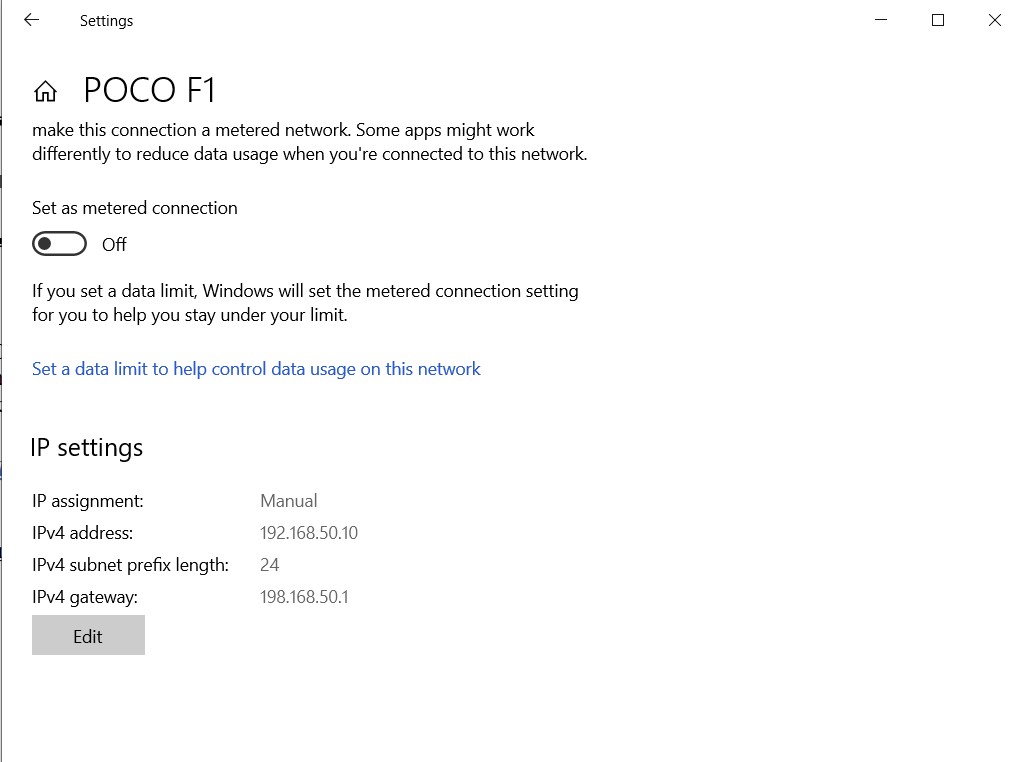 Settings
POCO F1
make this connection a metered network. Some apps might work
differently to reduce data usage when you're connected to this network.
Set as metered connection
Off
If you set a data limit, Windows will set the metered connection setting
for you to help you stay under your limit.
Set a data limit to help control data usage on this network
IP settings
IP assignment: Manual
IPv4 address: 192.168.50.10
IPv4 subnet prefix length: 24
IPv4 gateway: 198.168.50.1
Edit